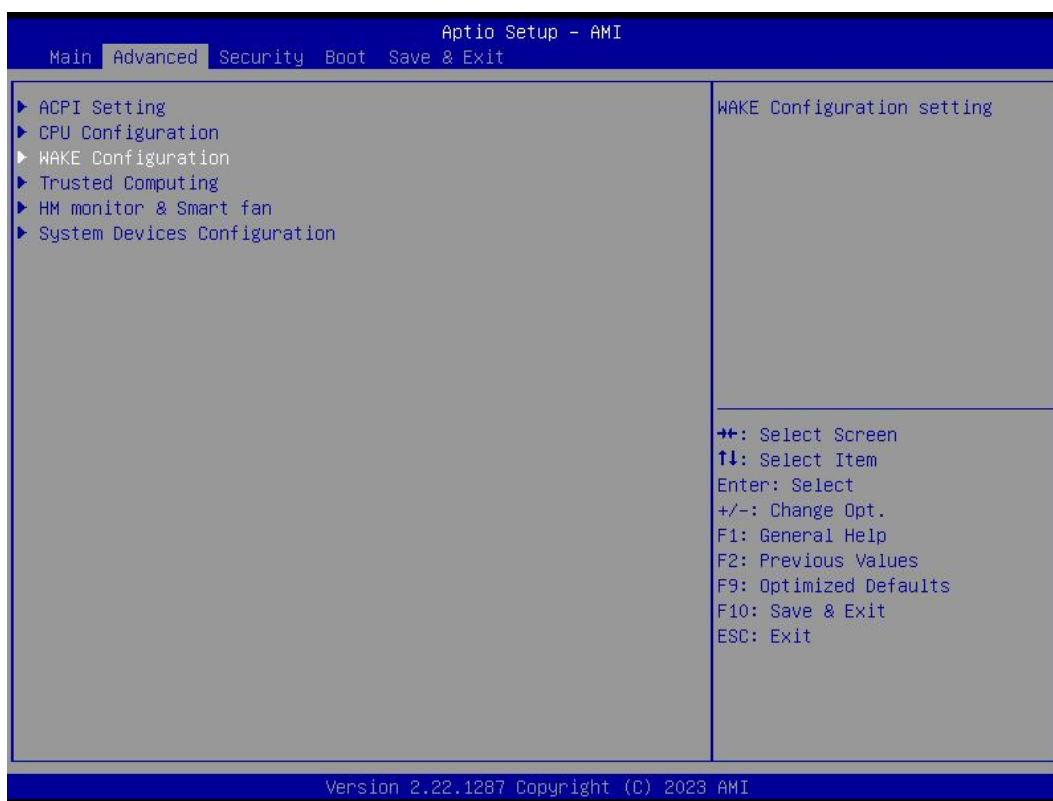 Aptio Setup – AMI
Main Advanced Security Boot Save & Exit
▶ ACPI Setting
▶ CPU Configuration
▶ WAKE Configuration
▶ Trusted Computing
▶ HM monitor & Smart fan
▶ System Devices Configuration
WAKE Configuration setting
→←: Select Screen
↑↓: Select Item
Enter: Select
+/-: Change Opt.
F1: General Help
F2: Previous Values
F9: Optimized Defaults
F10: Save & Exit
ESC: Exit
Version 2.22.1287 Copyright (C) 2023 AMI